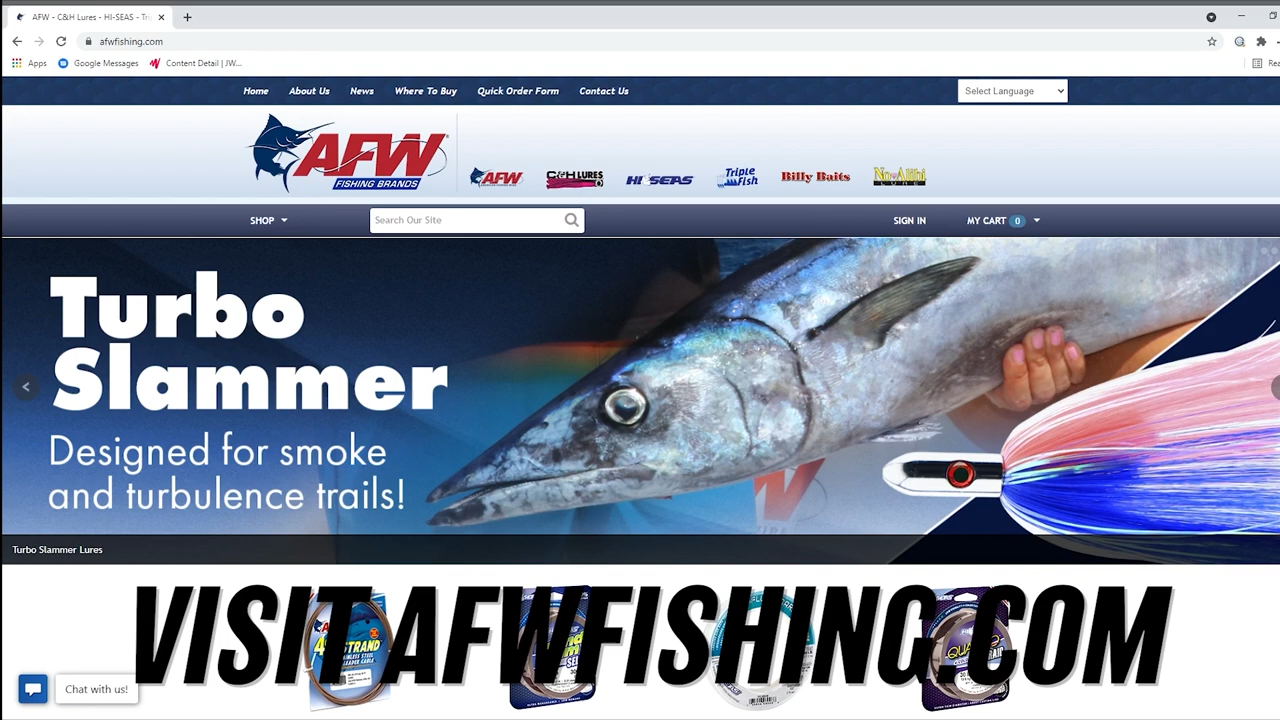 AFW - C&H Lures - HI-SEAS - Tri
afwfishing.com
Apps
Google Messages
Content Detail | JW...
Rea
Home
About Us
News
Where To Buy
Quick Order Form
Contact Us
Select Language
AFW
FISHING BRANDS
AFW
C&H LURES
HI-SEAS
Triple Fish
Billy Baits
No Alibi
LURE
SHOP
Search Our Site
SIGN IN
MY CART 0
Turbo
Slammer
Designed for smoke
and turbulence trails!
Turbo Slammer Lures
VISIT AFWFISHING.COM
Chat with us!